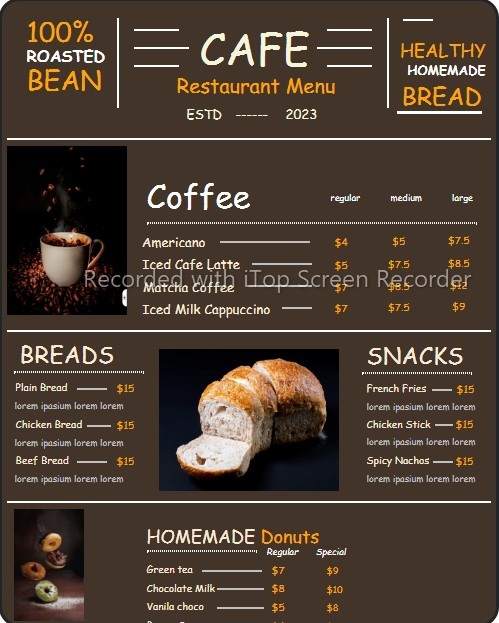 100%
ROASTED
BEAN
CAFE
Restaurant Menu
ESTD ------ 2023
HEALTHY
HOMEMADE
BREAD
Coffee regular medium large
Americano $4 $5 $7.5
Iced Cafe Latte $5 $7.5 $8.5
Recorded with iTop Screen Recorder
Matcha Coffee $7 $8.5 $12
Iced Milk Cappuccino $7 $7.5 $9
BREADS
Plain Bread $15
lorem ipasium lorem lorem
Chicken Bread $15
lorem ipasium lorem lorem
Beef Bread $15
lorem ipasium lorem lorem
SNACKS
French Fries $15
lorem ipasium lorem lorem
Chicken Stick $15
lorem ipasium lorem lorem
Spicy Nachos $15
lorem ipasium lorem lorem
HOMEMADE Donuts
Regular Special
Green tea $7 $9
Chocolate Milk $8 $10
Vanila choco $5 $8